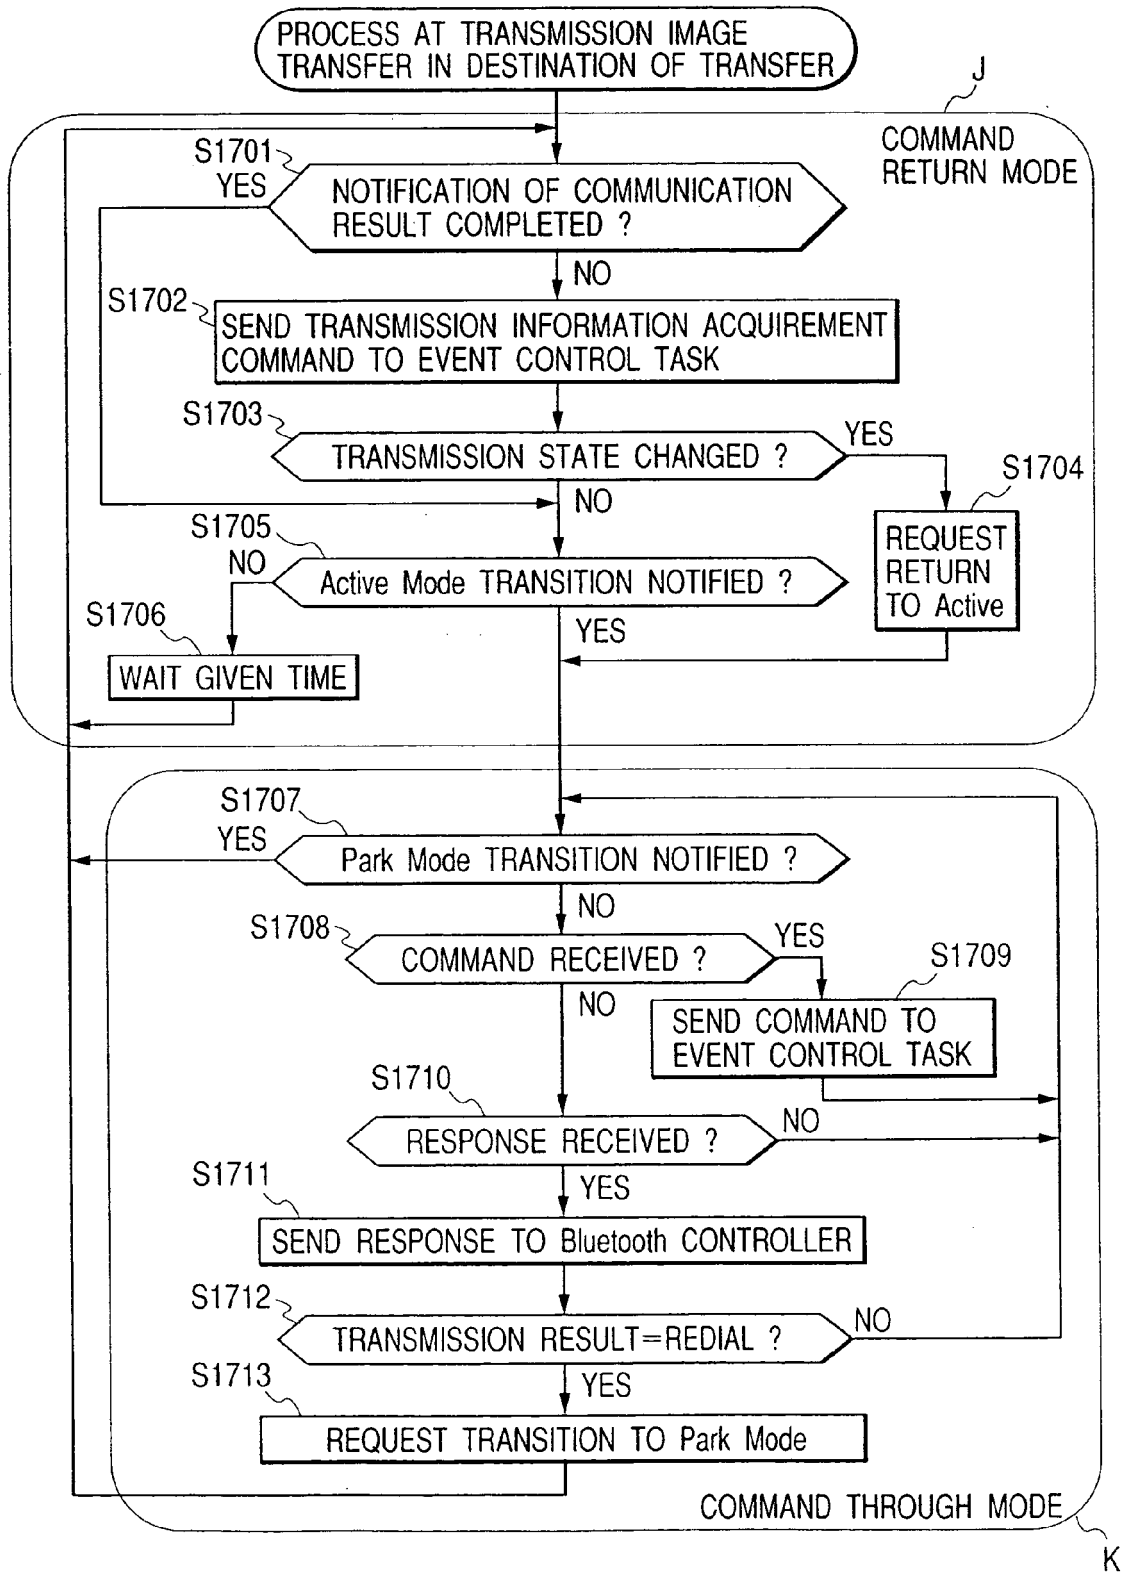 PROCESS AT TRANSMISSION IMAGE
TRANSFER IN DESTINATION OF TRANSFER
J
COMMAND
RETURN MODE
S1701
YES
NOTIFICATION OF COMMUNICATION
RESULT COMPLETED ?
NO
S1702
SEND TRANSMISSION INFORMATION ACQUIREMENT
COMMAND TO EVENT CONTROL TASK
S1703
TRANSMISSION STATE CHANGED ?
YES
NO
S1704
REQUEST
RETURN
TO Active
S1705
NO
Active Mode TRANSITION NOTIFIED ?
YES
S1706
WAIT GIVEN TIME
S1707
YES
Park Mode TRANSITION NOTIFIED ?
NO
S1708
COMMAND RECEIVED ?
YES
NO
S1709
SEND COMMAND TO
EVENT CONTROL TASK
S1710
RESPONSE RECEIVED ?
NO
YES
S1711
SEND RESPONSE TO Bluetooth CONTROLLER
S1712
TRANSMISSION RESULT=REDIAL ?
NO
YES
S1713
REQUEST TRANSITION TO Park Mode
COMMAND THROUGH MODE
K